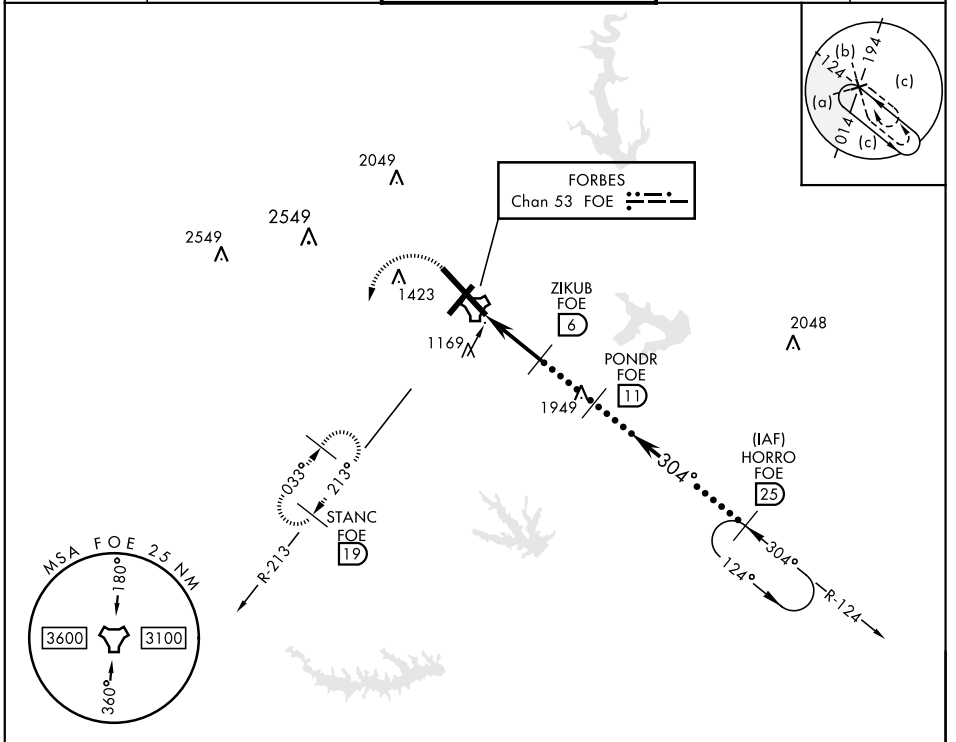 (b)
194
124
(c)
(a)
014
(c)
2049
FORBES
Chan 53 FOE
2549
2549
1423
ZIKUB
FOE
6
2048
1169
PONDR
FOE
11
1949
(IAF)
HORRO
FOE
25
304°
033°
213°
STANC
FOE
19
304°
124°
R-124
R-213
MSA FOE 25 NM
180°
3600
3100
360°